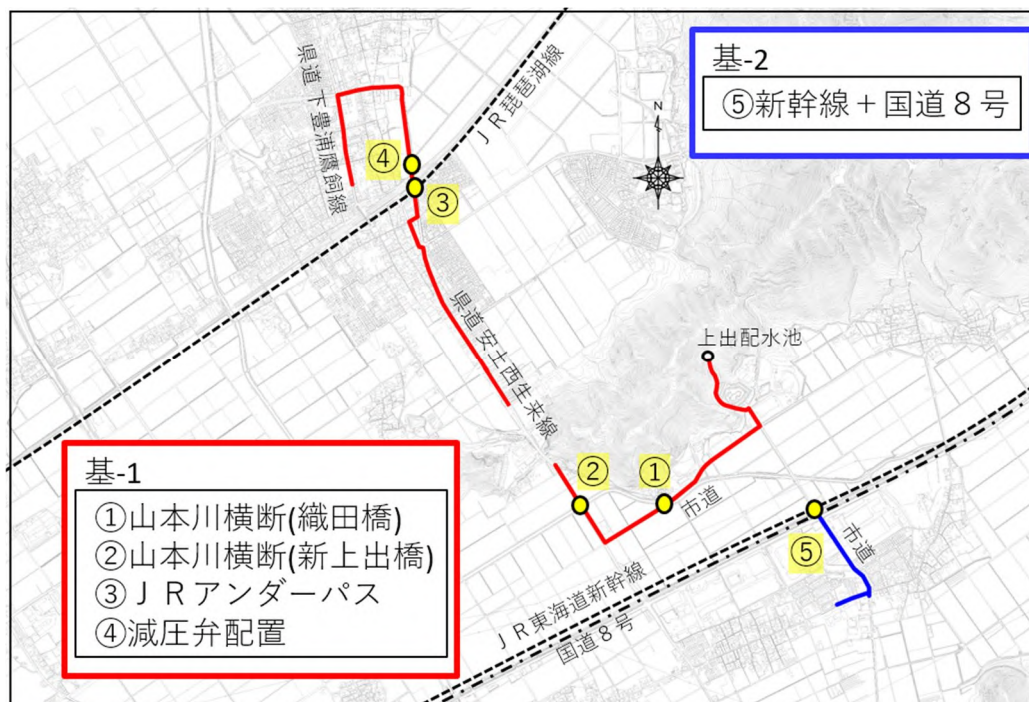 県道 下豊浦鷹飼線
ＪＲ琵琶湖線
基-2
⑤新幹線＋国道８号
N
④
③
県道 安土西生来線
上出配水池
基-1
①山本川横断(織田橋)
②山本川横断(新上出橋)
③ＪＲアンダーパス
④減圧弁配置
②
①
市道
⑤
市道
ＪＲ東海道新幹線
国道８号